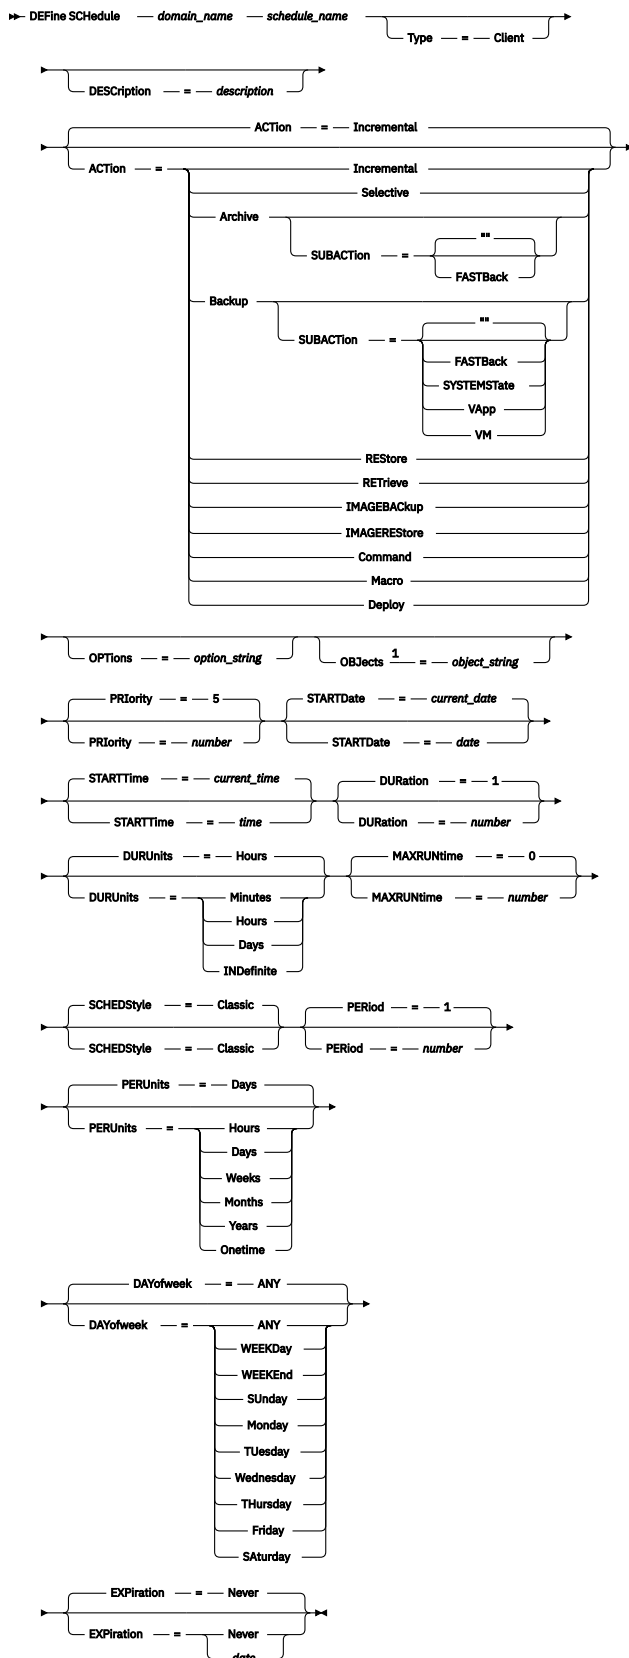 DEFine SCHedule domain_name schedule_name
Type = Client
DESCription = description
ACTion = Incremental
ACTion = Incremental
Selective
Archive
""
SUBACTion =
FASTBack
Backup
""
SUBACTion =
FASTBack
SYSTEMSTate
VApp
VM
REStore
RETrieve
IMAGEBACkup
IMAGEREStore
Command
Macro
Deploy
OPTions = option_string OBJects 1 = object_string
PRIority = 5 STARTDate = current_date
PRIority = number STARTDate = date
STARTTime = current_time DURation = 1
STARTTime = time DURation = number
DURUnits = Hours MAXRUNtime = 0
DURUnits = Minutes MAXRUNtime = number
Hours
Days
INDefinite
SCHEDStyle = Classic PERiod = 1
SCHEDStyle = Classic PERiod = number
PERUnits = Days
PERUnits = Hours
Days
Weeks
Months
Years
Onetime
DAYofweek = ANY
DAYofweek = ANY
WEEKDay
WEEKEnd
SUnday
Monday
TUesday
Wednesday
THursday
Friday
SAturday
EXPiration = Never
EXPiration = Never
date